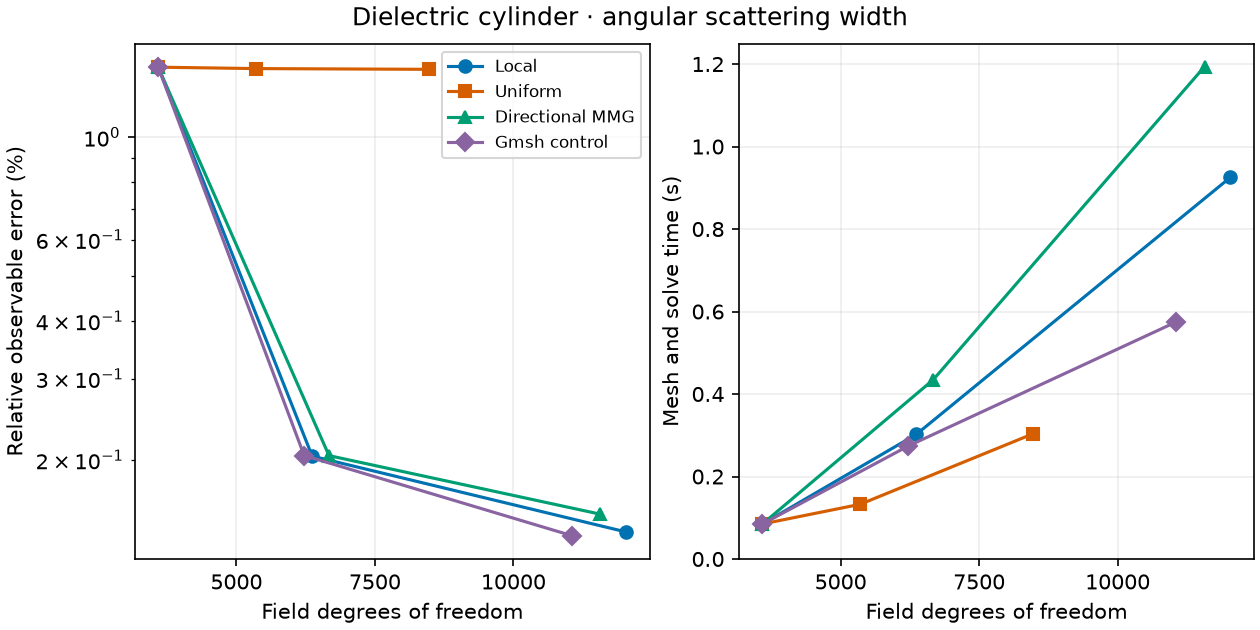 Dielectric cylinder · angular scattering width
Relative observable error (%)
10⁰
6 × 10⁻¹
4 × 10⁻¹
3 × 10⁻¹
2 × 10⁻¹
Local
Uniform
Directional MMG
Gmsh control
5000 7500 10000
Field degrees of freedom
Mesh and solve time (s)
1.2
1.0
0.8
0.6
0.4
0.2
0.0
5000 7500 10000
Field degrees of freedom